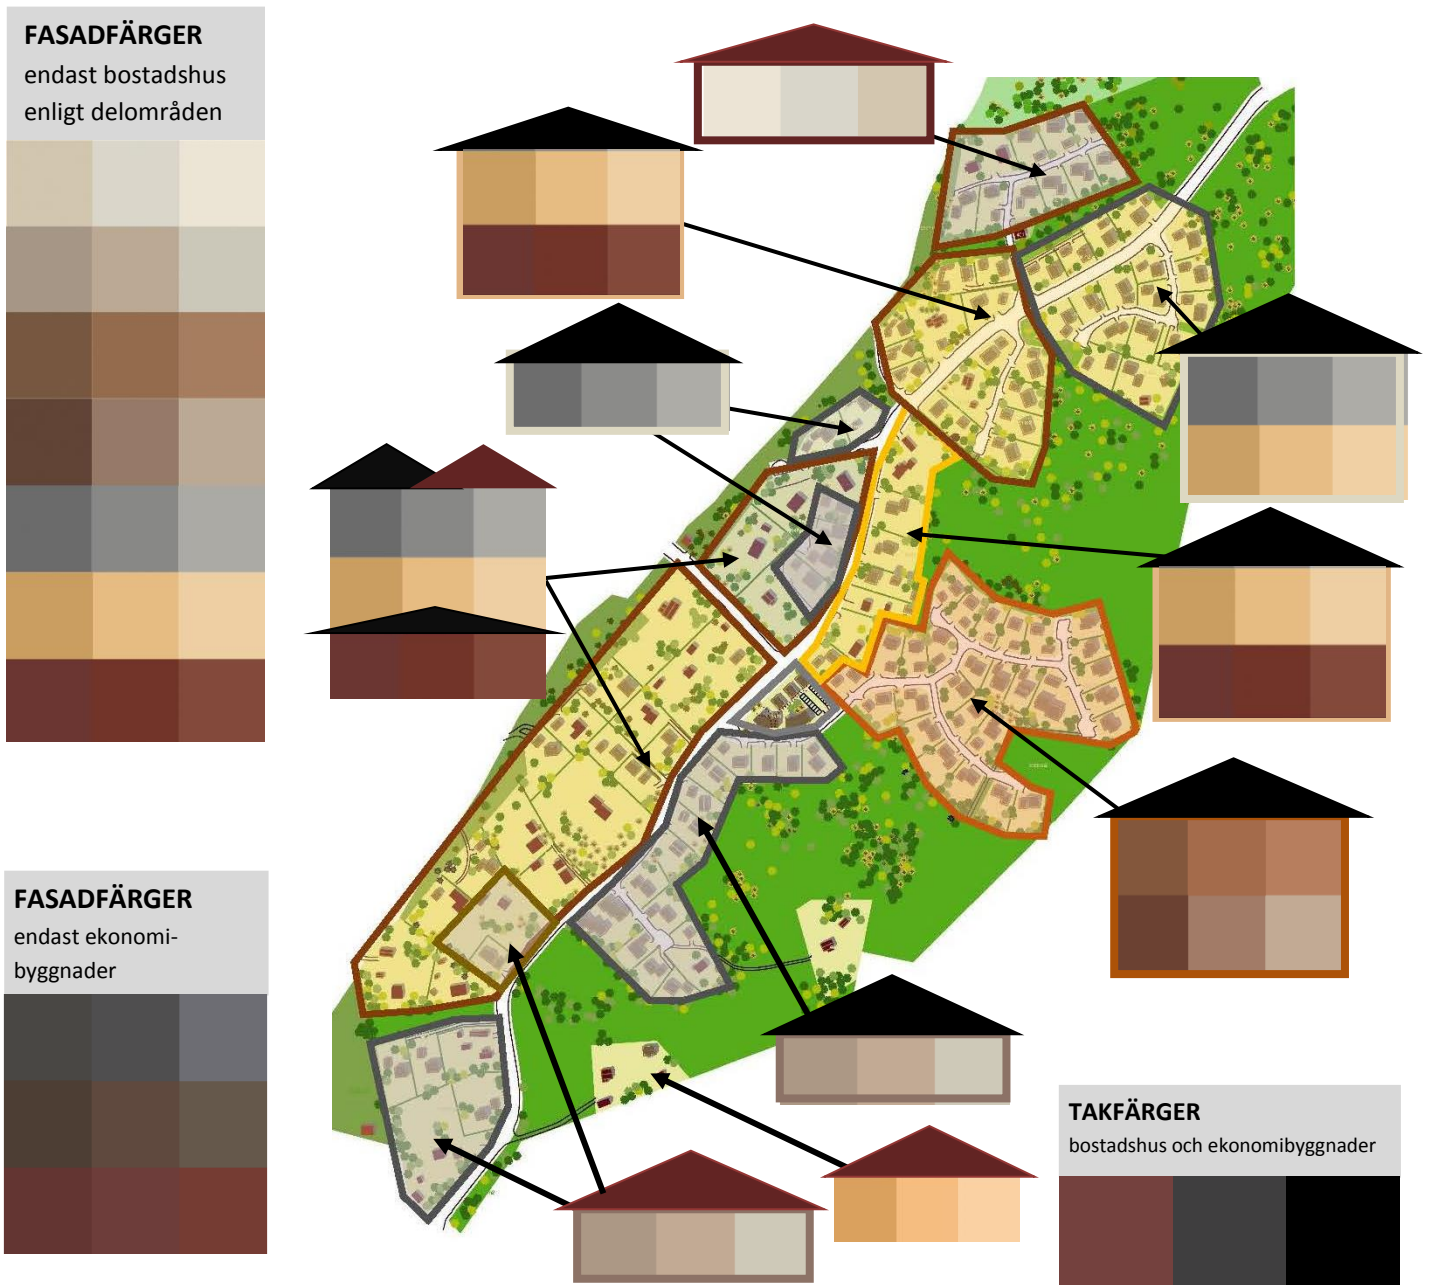 FASADFÄRGER
endast bostadshus
enligt delområden
FASADFÄRGER
endast ekonomi-
byggnader
TAKFÄRGER
bostadshus och ekonomibyggnader